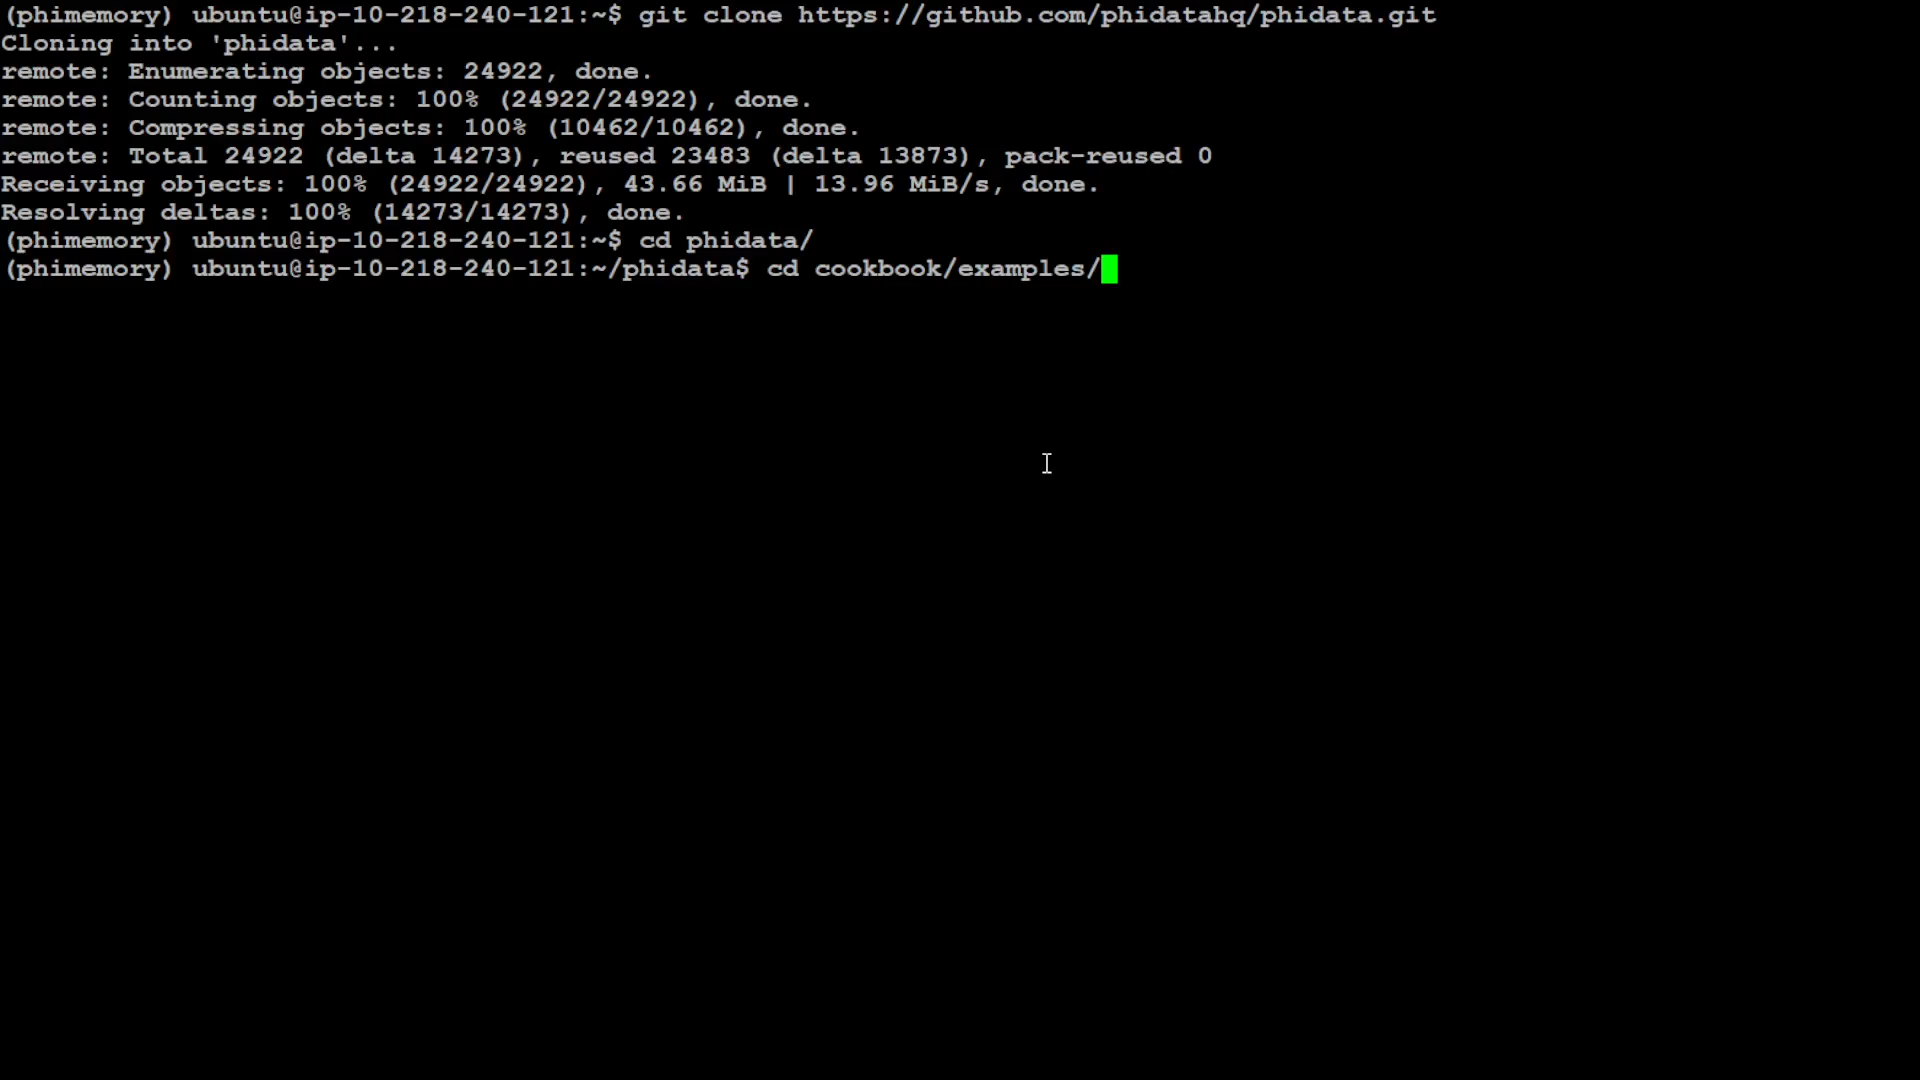 (phimemory) ubuntu@ip-10-218-240-121:~$ git clone https://github.com/phidatahq/phidata.git
Cloning into 'phidata'...
remote: Enumerating objects: 24922, done.
remote: Counting objects: 100% (24922/24922), done.
remote: Compressing objects: 100% (10462/10462), done.
remote: Total 24922 (delta 14273), reused 23483 (delta 13873), pack-reused 0
Receiving objects: 100% (24922/24922), 43.66 MiB | 13.96 MiB/s, done.
Resolving deltas: 100% (14273/14273), done.
(phimemory) ubuntu@ip-10-218-240-121:~$ cd phidata/
(phimemory) ubuntu@ip-10-218-240-121:~/phidata$ cd cookbook/examples/